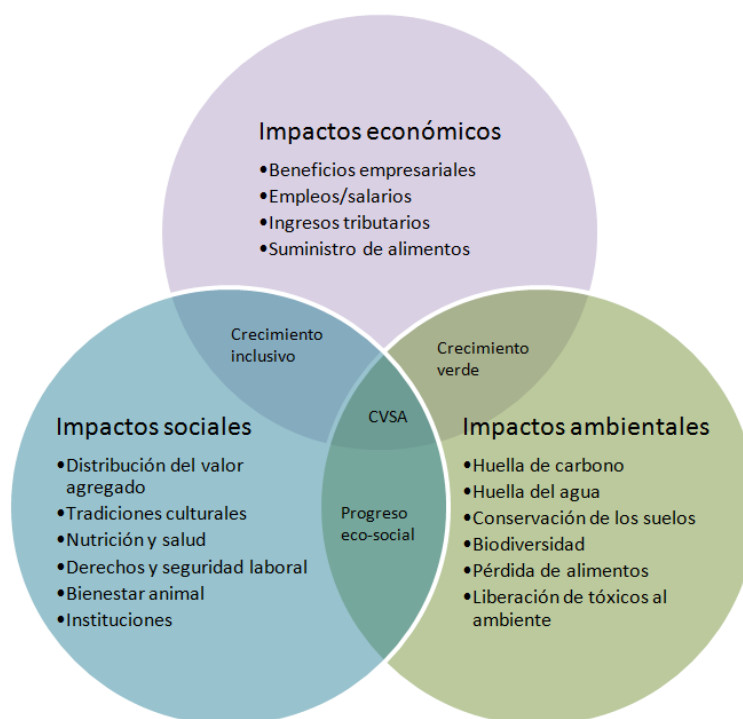 Impactos económicos
•Beneficios empresariales
•Empleos/salarios
•Ingresos tributarios
•Suministro de alimentos
Crecimiento
inclusivo
Crecimiento
verde
CVSA
Progreso
eco-social
Impactos sociales
•Distribución del valor
agregado
•Tradiciones culturales
•Nutrición y salud
•Derechos y seguridad laboral
•Bienestar animal
•Instituciones
Impactos ambientales
•Huella de carbono
•Huella del agua
•Conservación de los suelos
•Biodiversidad
•Pérdida de alimentos
•Liberación de tóxicos al
ambiente